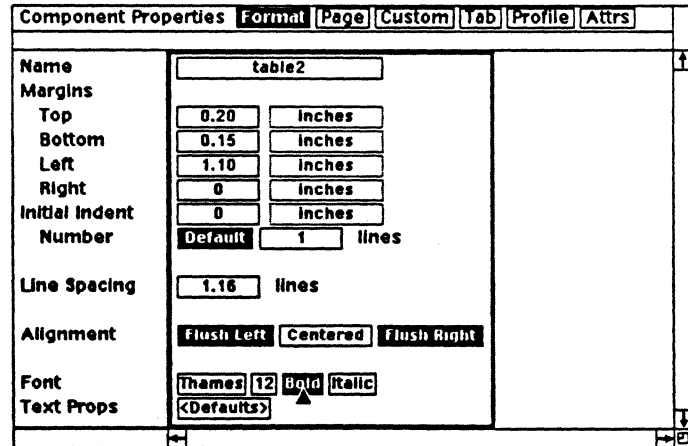 Component Properties Format Page Custom Tab Profile Attrs
Name table2
Margins
Top 0.20 inches
Bottom 0.15 inches
Left 1.10 inches
Right 0 inches
Initial Indent 0 inches
Number Default 1 lines
Line Spacing 1.16 lines
Alignment Flush Left Centered Flush Right
Font Thames 12 Bold Italic
Text Props <Defaults>